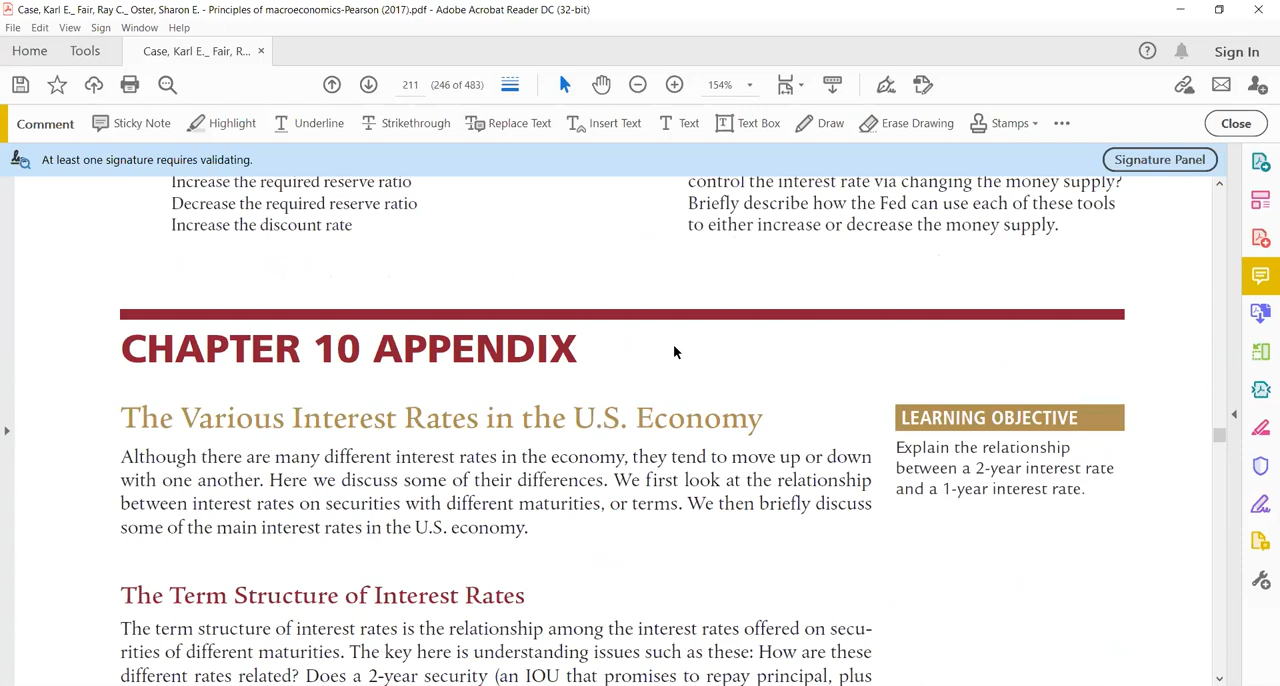 Case, Karl E._ Fair, Ray C._ Oster, Sharon E. - Principles of macroeconomics-Pearson (2017).pdf - Adobe Acrobat Reader DC (32-bit)
File Edit View Sign Window Help
Home Tools Case, Karl E._ Fair, R... × Sign In
211 (246 of 483) 154%
Comment Sticky Note Highlight Underline Strikethrough Replace Text Insert Text Text Text Box Draw Erase Drawing Stamps Close
At least one signature requires validating. Signature Panel
Increase the required reserve ratio
Decrease the required reserve ratio
Increase the discount rate
control the interest rate via changing the money supply?
Briefly describe how the Fed can use each of these tools
to either increase or decrease the money supply.
CHAPTER 10 APPENDIX
The Various Interest Rates in the U.S. Economy
Although there are many different interest rates in the economy, they tend to move up or down
with one another. Here we discuss some of their differences. We first look at the relationship
between interest rates on securities with different maturities, or terms. We then briefly discuss
some of the main interest rates in the U.S. economy.
LEARNING OBJECTIVE
Explain the relationship
between a 2-year interest rate
and a 1-year interest rate.
The Term Structure of Interest Rates
The term structure of interest rates is the relationship among the interest rates offered on secu-
rities of different maturities. The key here is understanding issues such as these: How are these
different rates related? Does a 2-year security (an IOU that promises to repay principal, plus